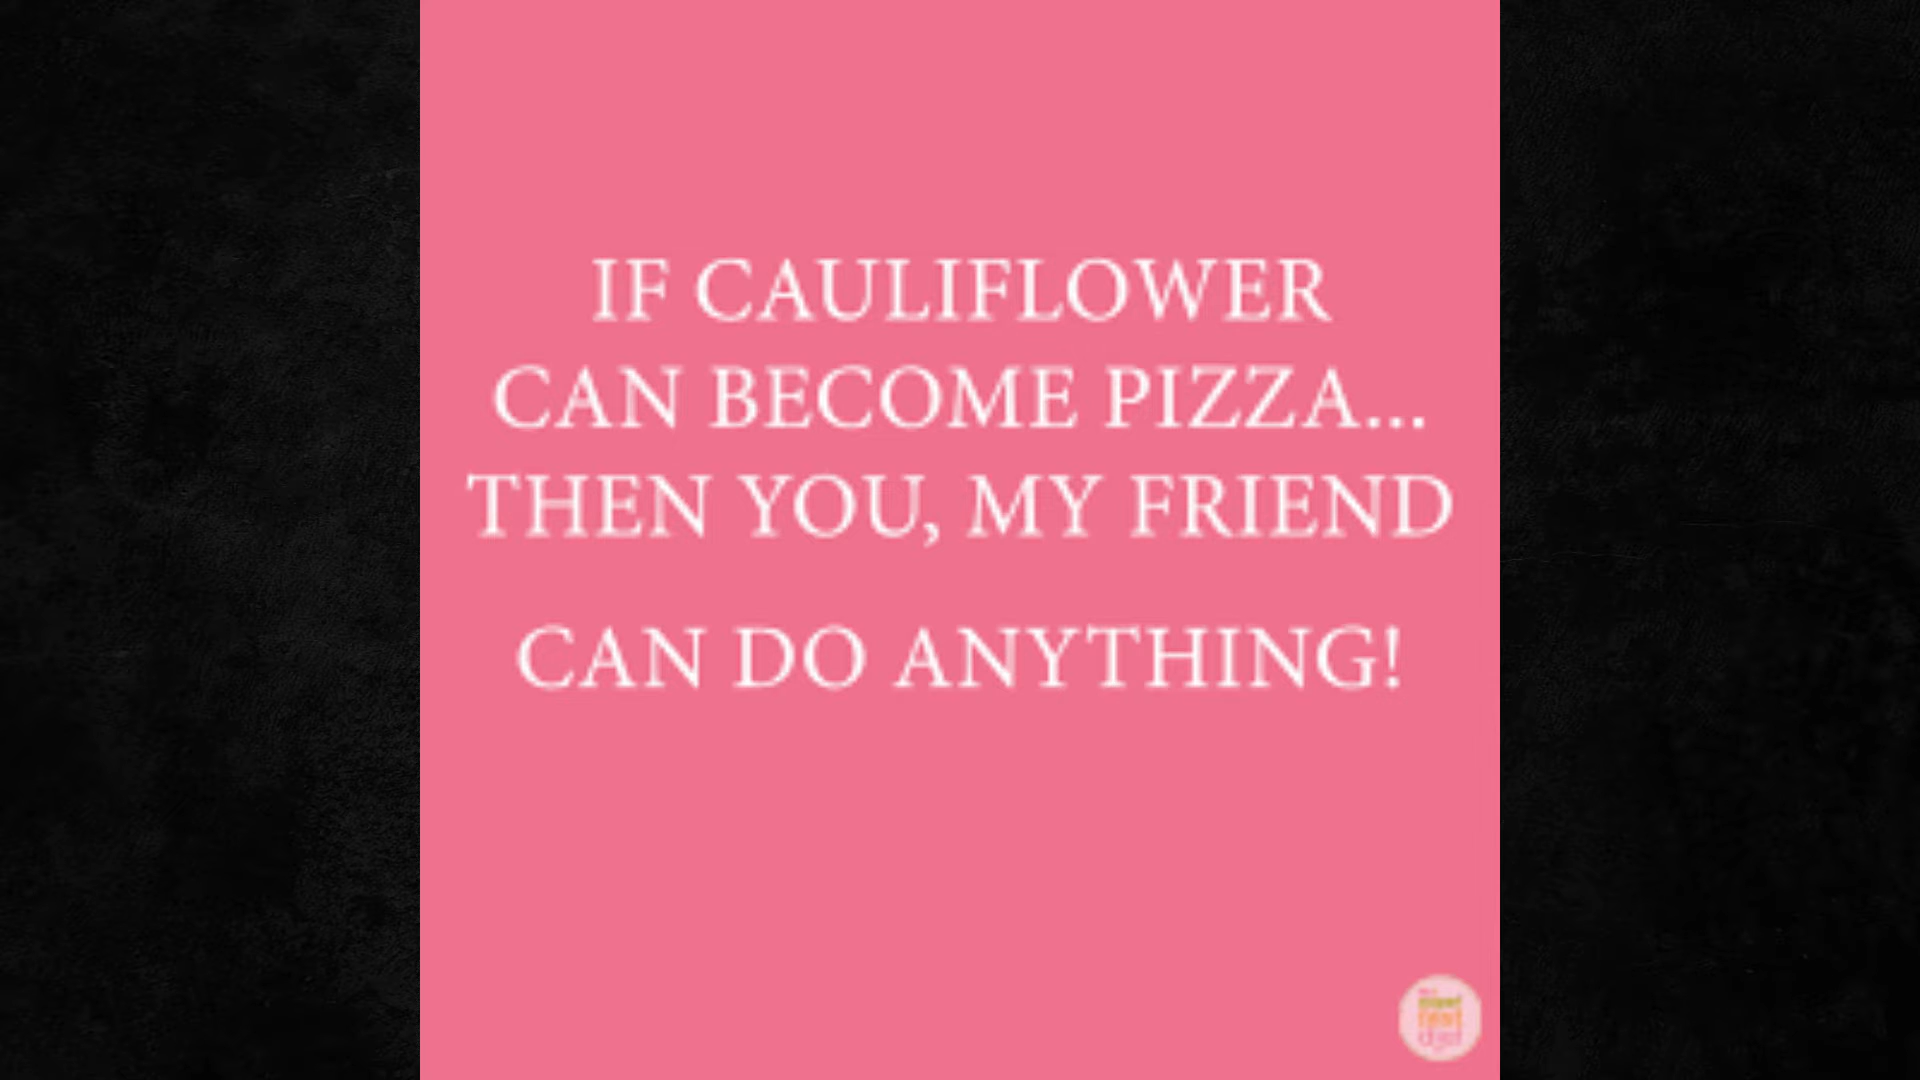 IF CAULIFLOWER
CAN BECOME PIZZA...
THEN YOU, MY FRIEND
CAN DO ANYTHING!